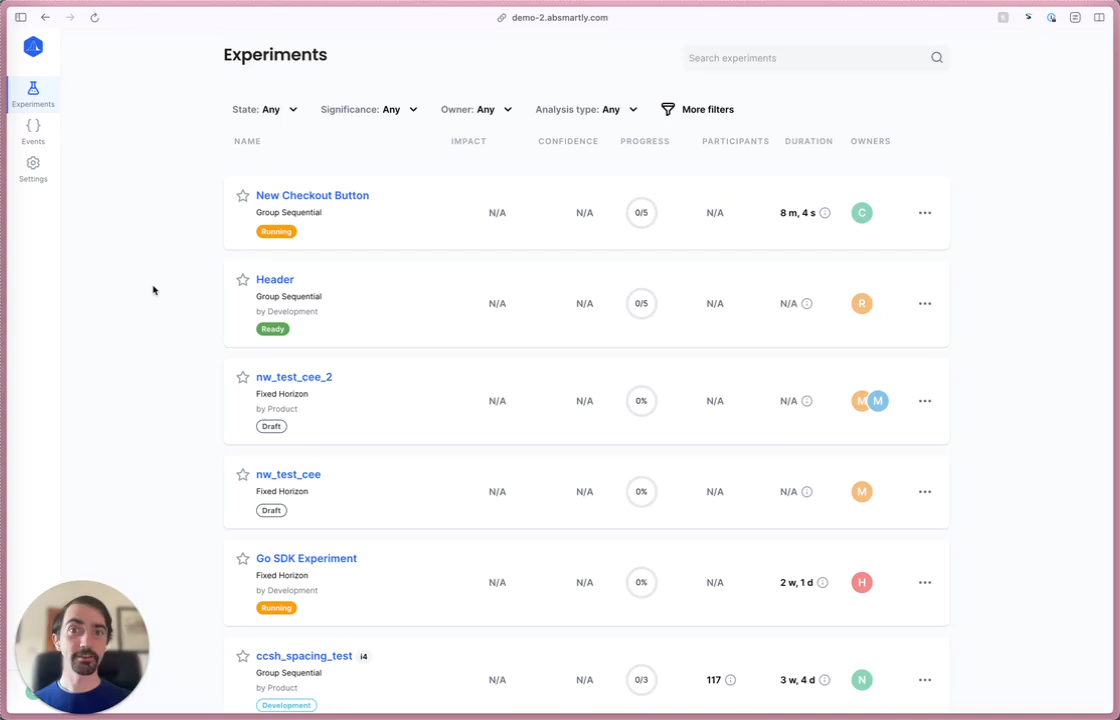 demo-2.absmartly.com
Experiments
Search experiments
Experiments
Events
Settings
State: Any
Significance: Any
Owner: Any
Analysis type: Any
More filters
NAME IMPACT CONFIDENCE PROGRESS PARTICIPANTS DURATION OWNERS
New Checkout Button
Group Sequential
Running
N/A N/A 0/5 N/A 8 m, 4 s C
Header
Group Sequential
by Development
Ready
N/A N/A 0/5 N/A N/A R
nw_test_cee_2
Fixed Horizon
by Product
Draft
N/A N/A 0% N/A N/A M M
nw_test_cee
Fixed Horizon
Draft
N/A N/A 0% N/A N/A M
Go SDK Experiment
Fixed Horizon
by Development
Running
N/A N/A 0% N/A 2 w, 1 d H
ccsh_spacing_test i4
Group Sequential
by Product
Development
N/A N/A 0/3 117 3 w, 4 d N